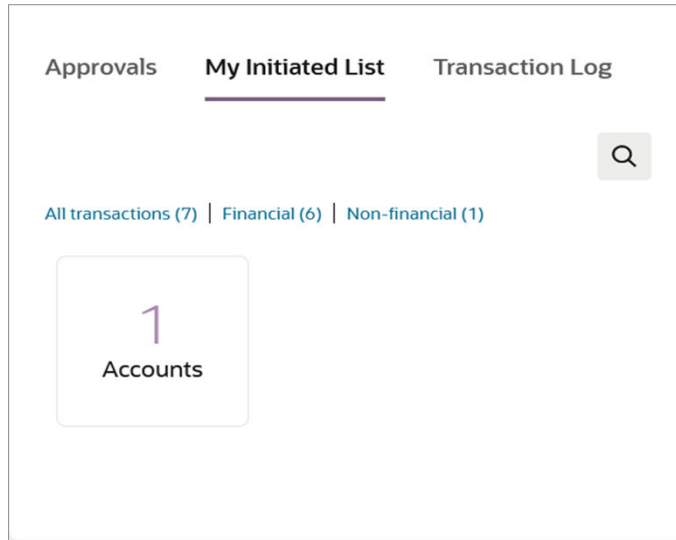 Approvals My Initiated List Transaction Log
All transactions (7) | Financial (6) | Non-financial (1)
1
Accounts